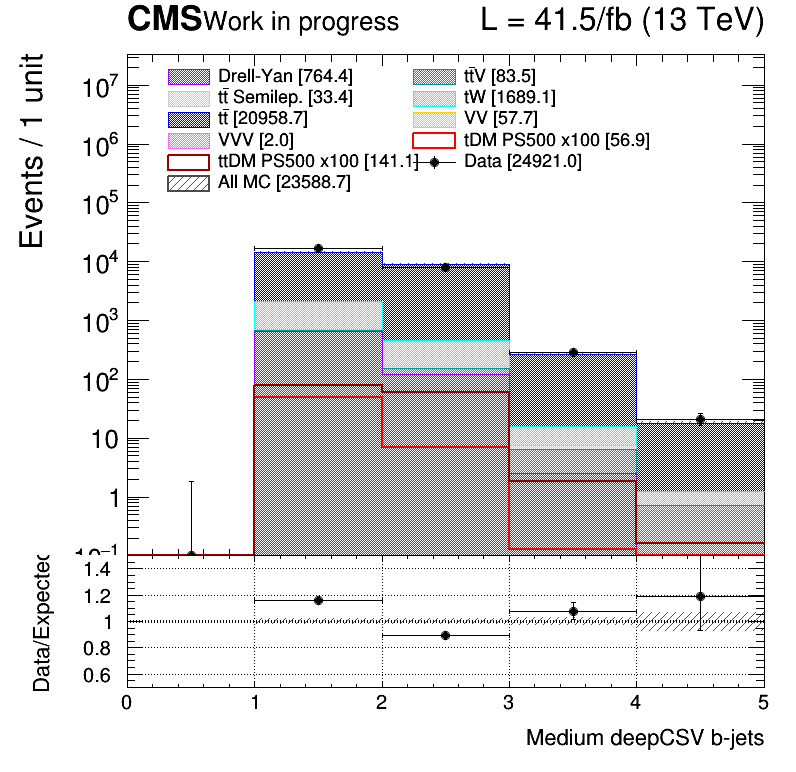 CMS Work in progress L = 41.5/fb (13 TeV)
Events / 1 unit
Drell-Yan [764.4] tt̄V [83.5]
tt̄ Semilep. [33.4] tW [1689.1]
tt̄ [20958.7] VV [57.7]
VVV [2.0] tDM PS500 x100 [56.9]
ttDM PS500 x100 [141.1] Data [24921.0]
All MC [23588.7]
10⁷
10⁶
10⁵
10⁴
10³
10²
10
1
10⁻¹
Data/Expected
1.4
1.2
1
0.8
0.6
0 1 2 3 4 5
Medium deepCSV b-jets